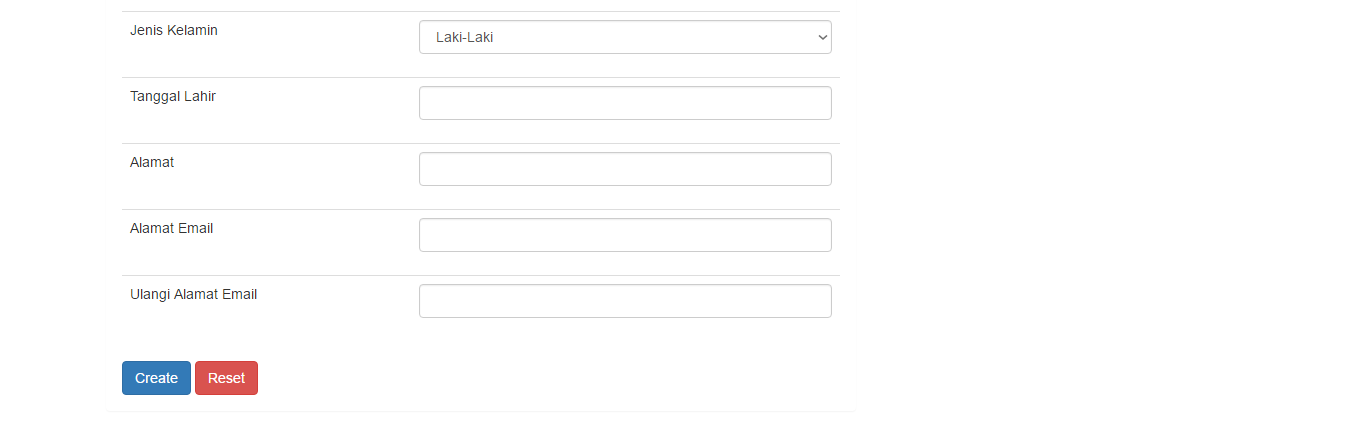 Jenis Kelamin
Laki-Laki
Tanggal Lahir
Alamat
Alamat Email
Ulangi Alamat Email
Create Reset